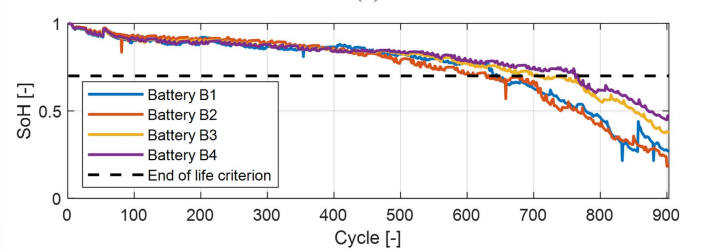 1
0.5
0
SoH [-]
Battery B1
Battery B2
Battery B3
Battery B4
End of life criterion
0 100 200 300 400 500 600 700 800 900
Cycle [-]